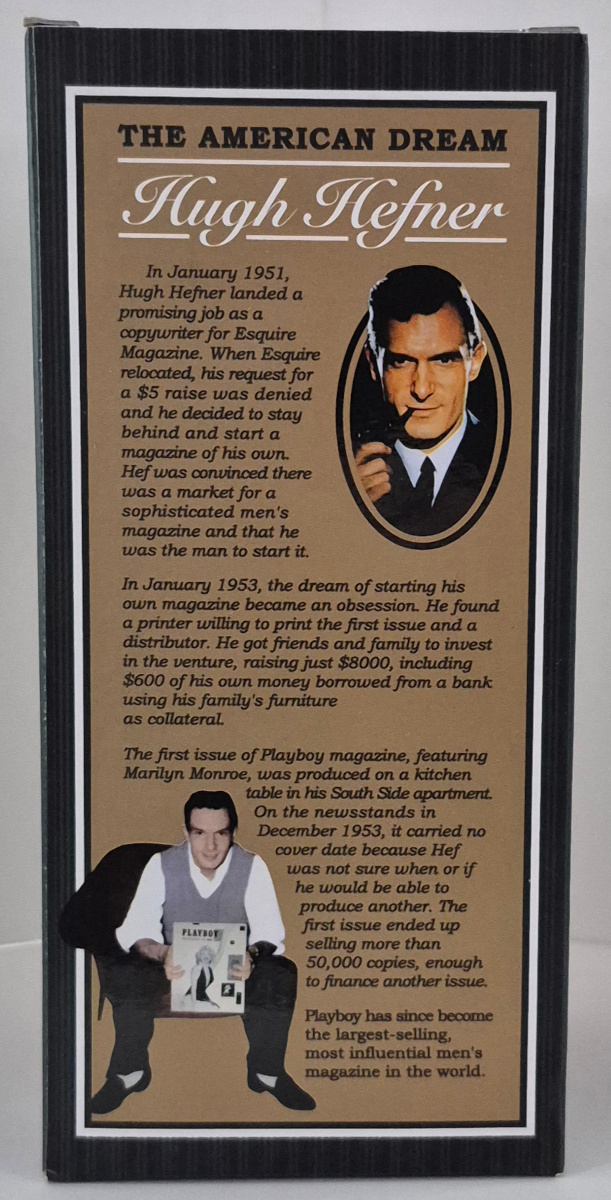 THE AMERICAN DREAM
Hugh Hefner
In January 1951,
Hugh Hefner landed a
promising job as a
copywriter for Esquire
Magazine. When Esquire
relocated, his request for
a $5 raise was denied
and he decided to stay
behind and start a
magazine of his own.
Hef was convinced there
was a market for a
sophisticated men's
magazine and that he
was the man to start it.
In January 1953, the dream of starting his
own magazine became an obsession. He found
a printer willing to print the first issue and a
distributor. He got friends and family to invest
in the venture, raising just $8000, including
$600 of his own money borrowed from a bank
using his family's furniture
as collateral.
The first issue of Playboy magazine, featuring
Marilyn Monroe, was produced on a kitchen
table in his South Side apartment.
On the newsstands in
December 1953, it carried no
cover date because Hef
was not sure when or if
he would be able to
produce another. The
first issue ended up
selling more than
50,000 copies, enough
to finance another issue.
Playboy has since become
the largest-selling,
most influential men's
magazine in the world.
PLAYBOY